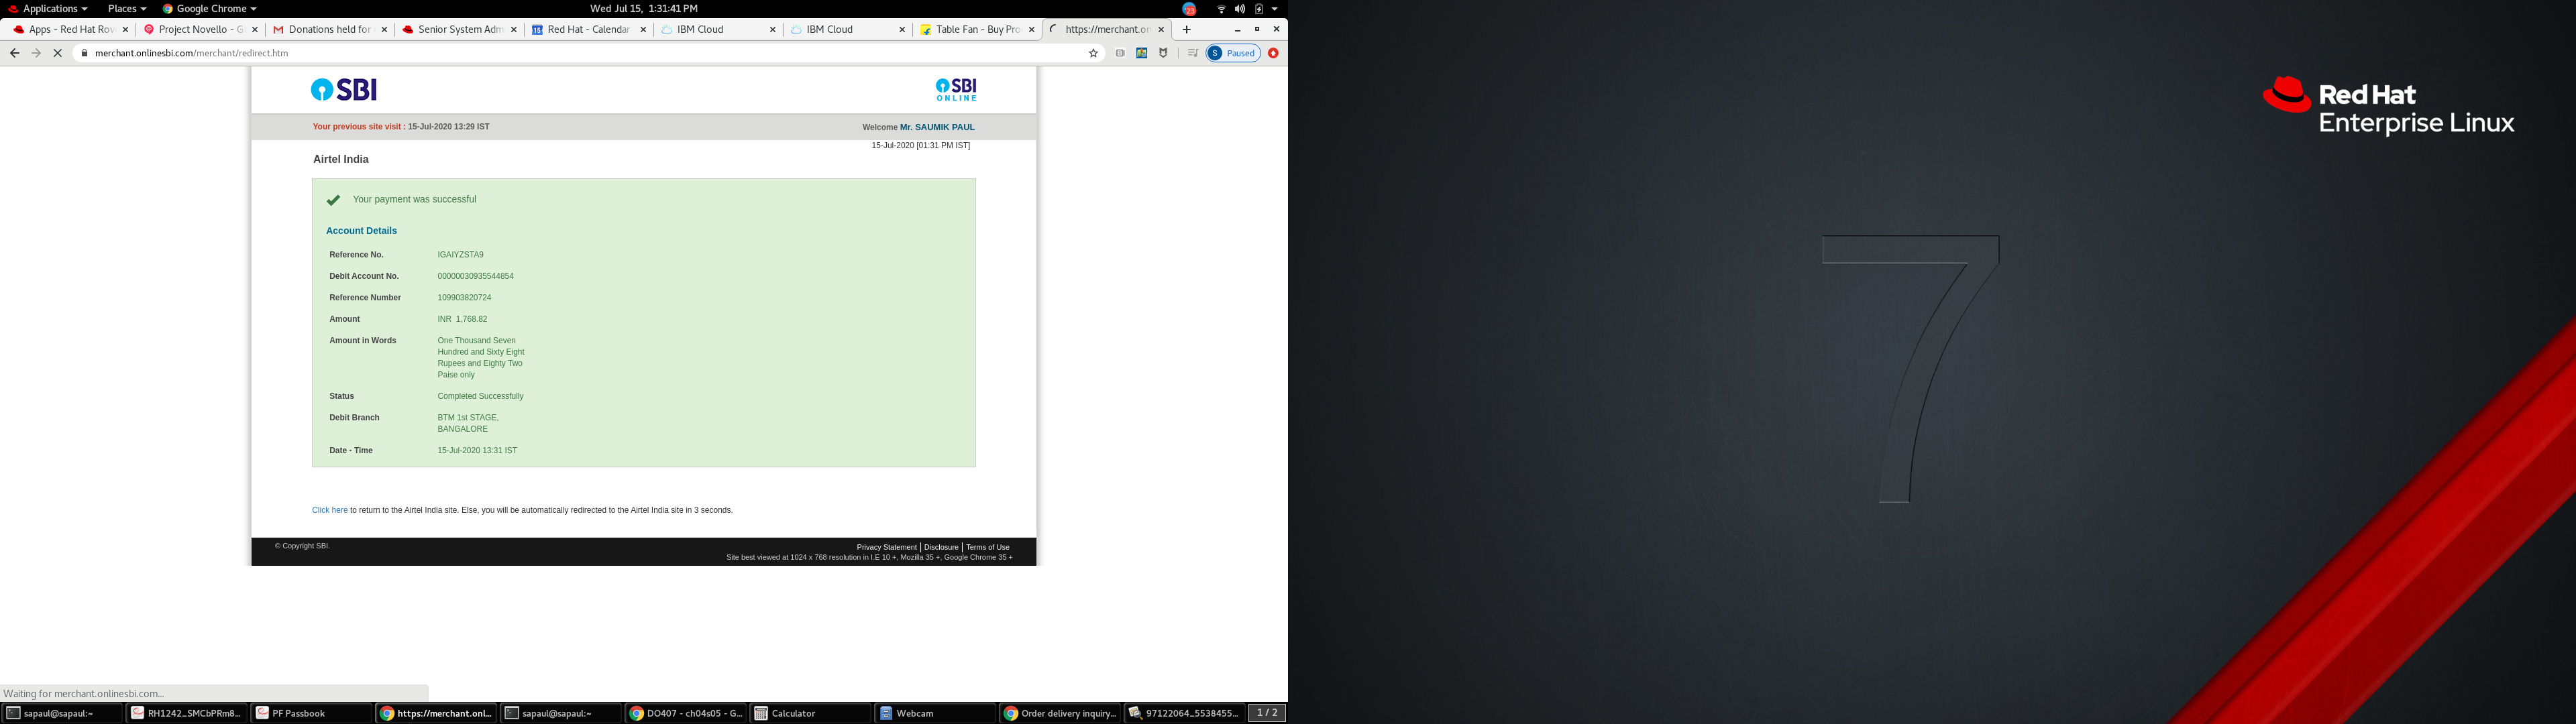 Applications Places Google Chrome Wed Jul 15, 1:31:41 PM 23
Apps - Red Hat Rov Project Novello - G Donations held for Senior System Adm Red Hat - Calendar IBM Cloud IBM Cloud Table Fan - Buy Pro https://merchant.on
merchant.onlinesbi.com/merchant/redirect.htm S Paused
SBI SBI
ONLINE
Your previous site visit : 15-Jul-2020 13:29 IST Welcome Mr. SAUMIK PAUL
15-Jul-2020 [01:31 PM IST]
Airtel India
Your payment was successful
Account Details
Reference No. IGAIYZSTA9
Debit Account No. 00000030935544854
Reference Number 109903820724
Amount INR 1,768.82
Amount in Words One Thousand Seven
Hundred and Sixty Eight
Rupees and Eighty Two
Paise only
Status Completed Successfully
Debit Branch BTM 1st STAGE,
BANGALORE
Date - Time 15-Jul-2020 13:31 IST
Click here to return to the Airtel India site. Else, you will be automatically redirected to the Airtel India site in 3 seconds.
© Copyright SBI. Privacy Statement Disclosure Terms of Use
Site best viewed at 1024 x 768 resolution in I.E 10 +, Mozilla 35 +, Google Chrome 35 +
Waiting for merchant.onlinesbi.com...
sapaul@sapaul:~ RH1242_SMCbPRm8... PF Passbook https://merchant.onl... sapaul@sapaul:~ DO407 - ch04s05 - G... Calculator Webcam Order delivery inquiry... 97122064_5538455... 1 / 2
Red Hat
Enterprise Linux
7